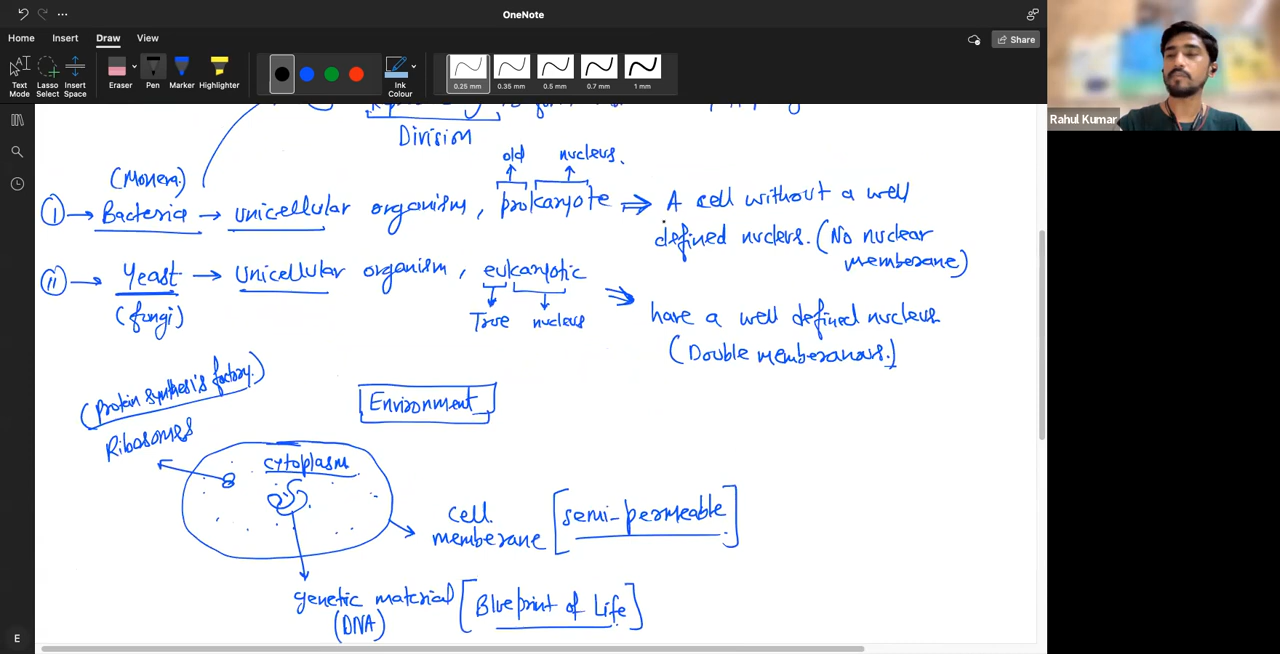 OneNote
Home Insert Draw View
Share
Text Mode
Lasso Select
Insert Space
Eraser
Pen
Marker
Highlighter
Ink Colour
0.25 mm 0.35 mm 0.5 mm 0.7 mm 1 mm
Rahul Kumar
Division
old nucleus.
(Monera)
(I) → Bacteria → unicellular organism, prokaryote ⇒ A cell without a well
defined nucleus. (No nuclear
memberane)
(II) → Yeast → Unicellular organism, eukaryotic
(fungi)
True nucleus
⇒ have a well defined nucleus
(Double memberanous.)
(protein synthesis factory.)
Ribosomes
Environment
cytoplasm
cell memberane [semi-permeable]
genetic material [Blueprint of Life]
(DNA)
E